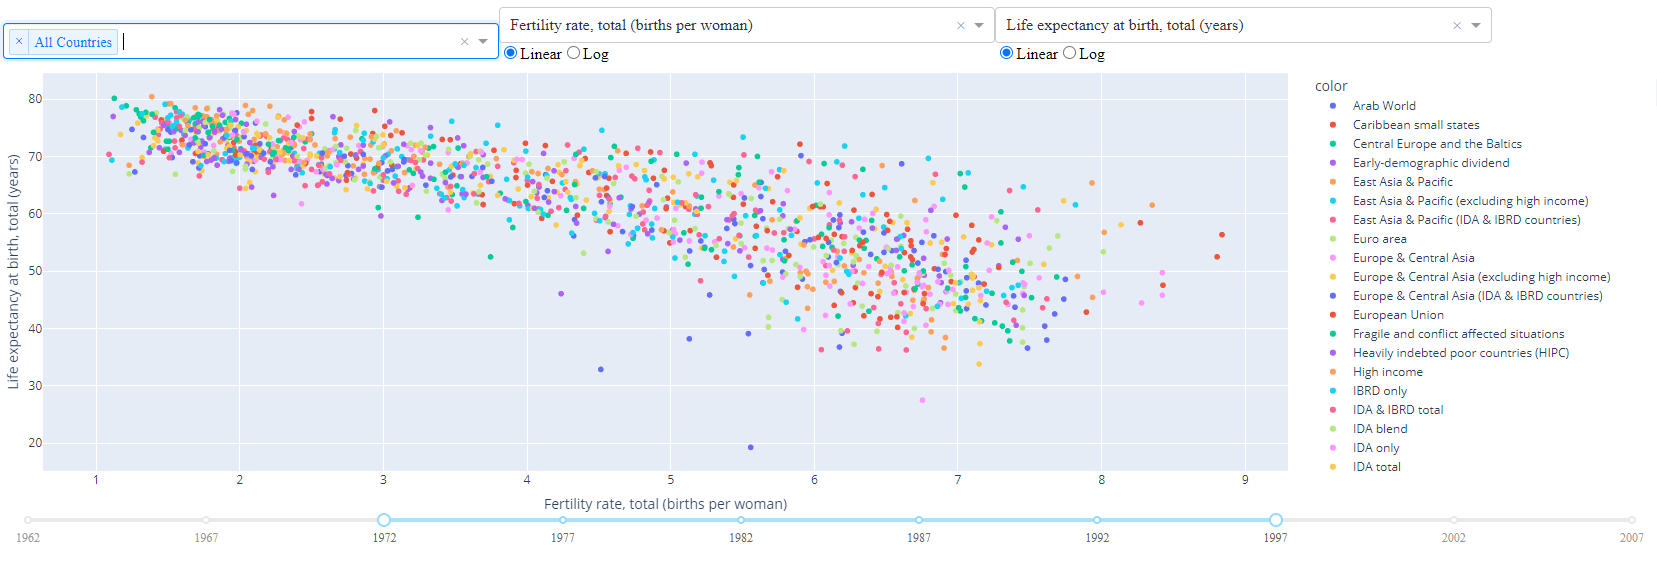 × All Countries ×
Fertility rate, total (births per woman) ×
Life expectancy at birth, total (years) ×
Linear Log
Linear Log
Life expectancy at birth, total (years)
80
70
60
50
40
30
20
1 2 3 4 5 6 7 8 9
Fertility rate, total (births per woman)
color
Arab World
Caribbean small states
Central Europe and the Baltics
Early-demographic dividend
East Asia & Pacific
East Asia & Pacific (excluding high income)
East Asia & Pacific (IDA & IBRD countries)
Euro area
Europe & Central Asia
Europe & Central Asia (excluding high income)
Europe & Central Asia (IDA & IBRD countries)
European Union
Fragile and conflict affected situations
Heavily indebted poor countries (HIPC)
High income
IBRD only
IDA & IBRD total
IDA blend
IDA only
IDA total
1962 1967 1972 1977 1982 1987 1992 1997 2002 2007